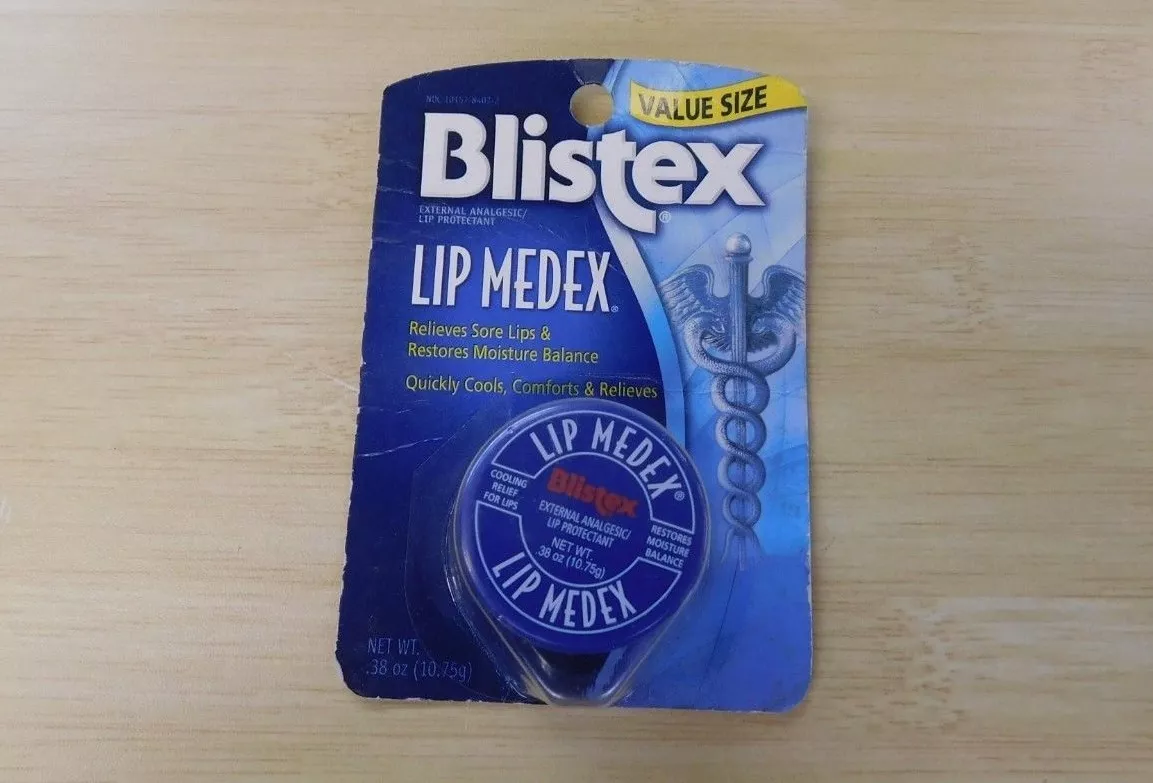 VALUE SIZE
Blistex®
EXTERNAL ANALGESIC/
LIP PROTECTANT
LIP MEDEX®
Relieves Sore Lips &
Restores Moisture Balance
Quickly Cools, Comforts & Relieves
LIP MEDEX®
COOLING
RELIEF
FOR LIPS
Blistex
EXTERNAL ANALGESIC/
LIP PROTECTANT
NET WT.
.38 oz (10.75g)
RESTORES
MOISTURE
BALANCE
LIP MEDEX
NET WT.
.38 oz (10.75g)